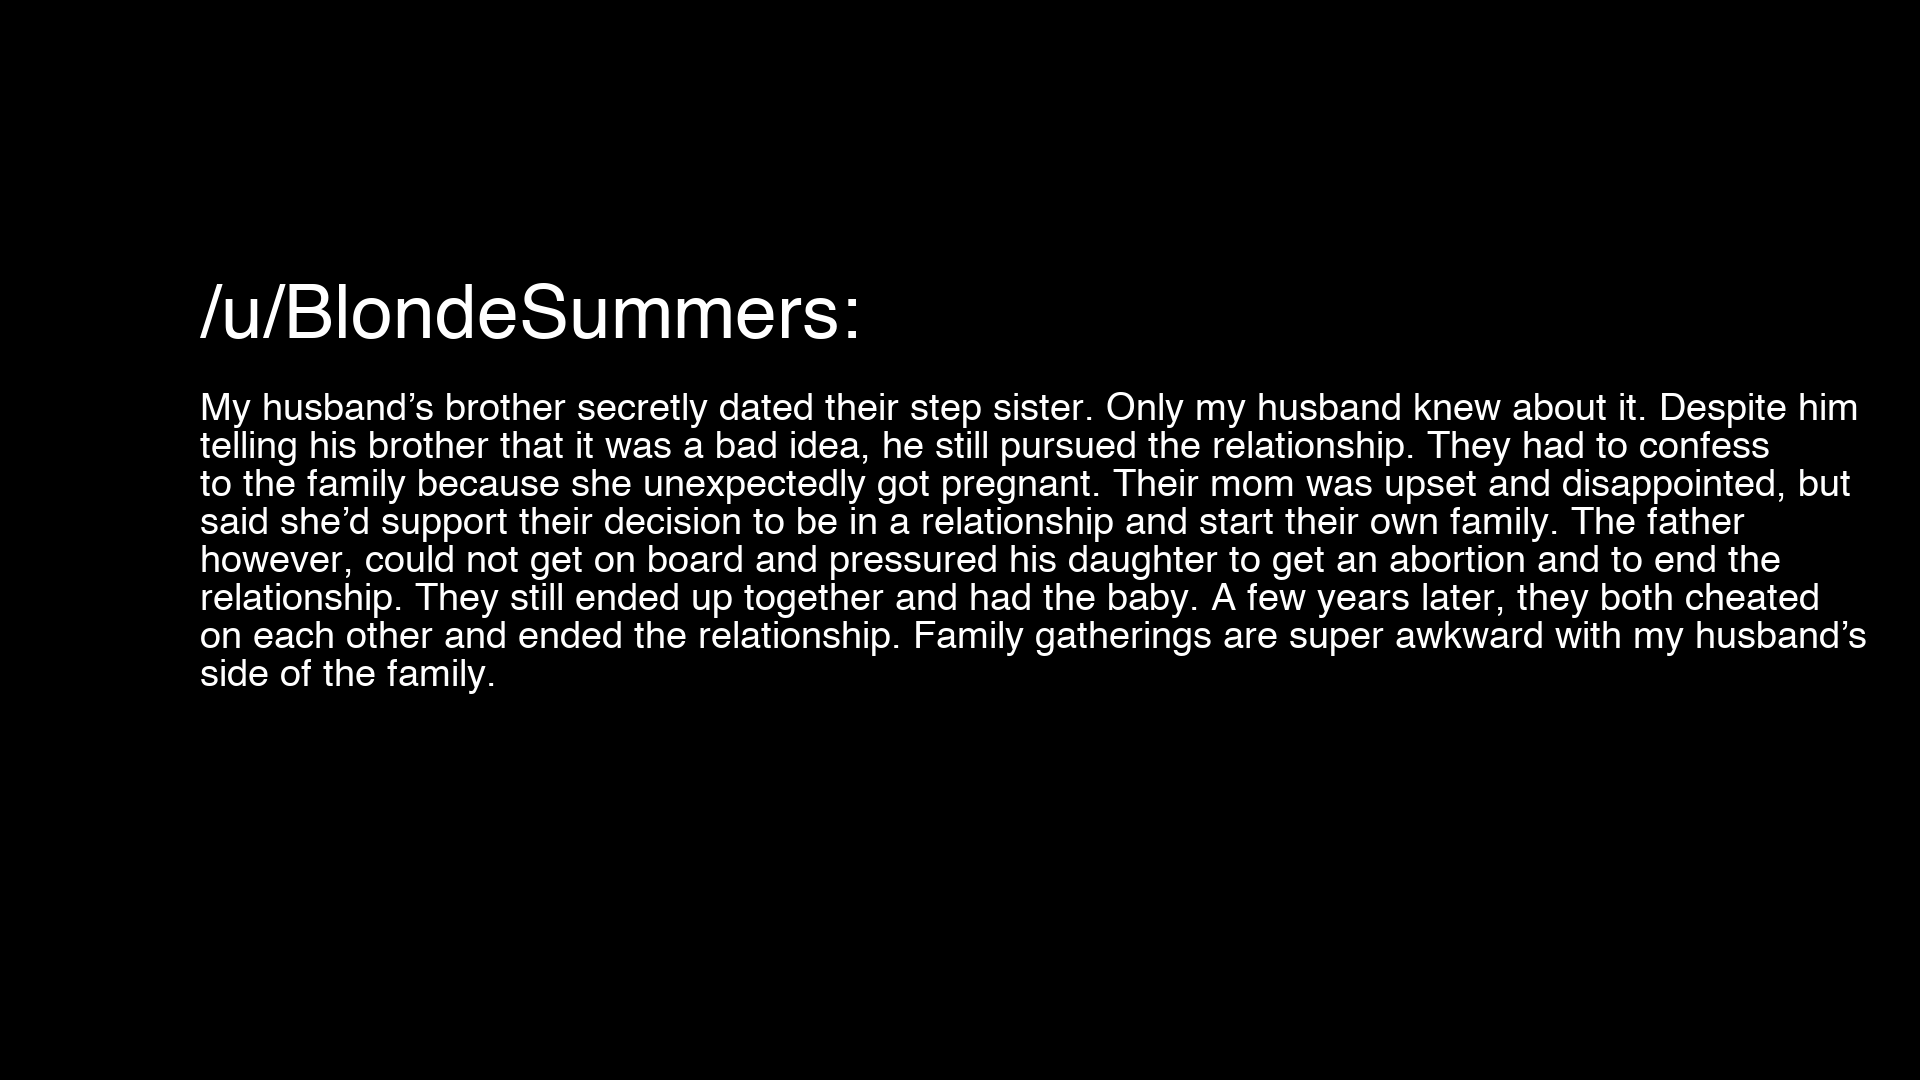 /u/BlondeSummers:
My husband’s brother secretly dated their step sister. Only my husband knew about it. Despite him
telling his brother that it was a bad idea, he still pursued the relationship. They had to confess
to the family because she unexpectedly got pregnant. Their mom was upset and disappointed, but
said she’d support their decision to be in a relationship and start their own family. The father
however, could not get on board and pressured his daughter to get an abortion and to end the
relationship. They still ended up together and had the baby. A few years later, they both cheated
on each other and ended the relationship. Family gatherings are super awkward with my husband’s
side of the family.